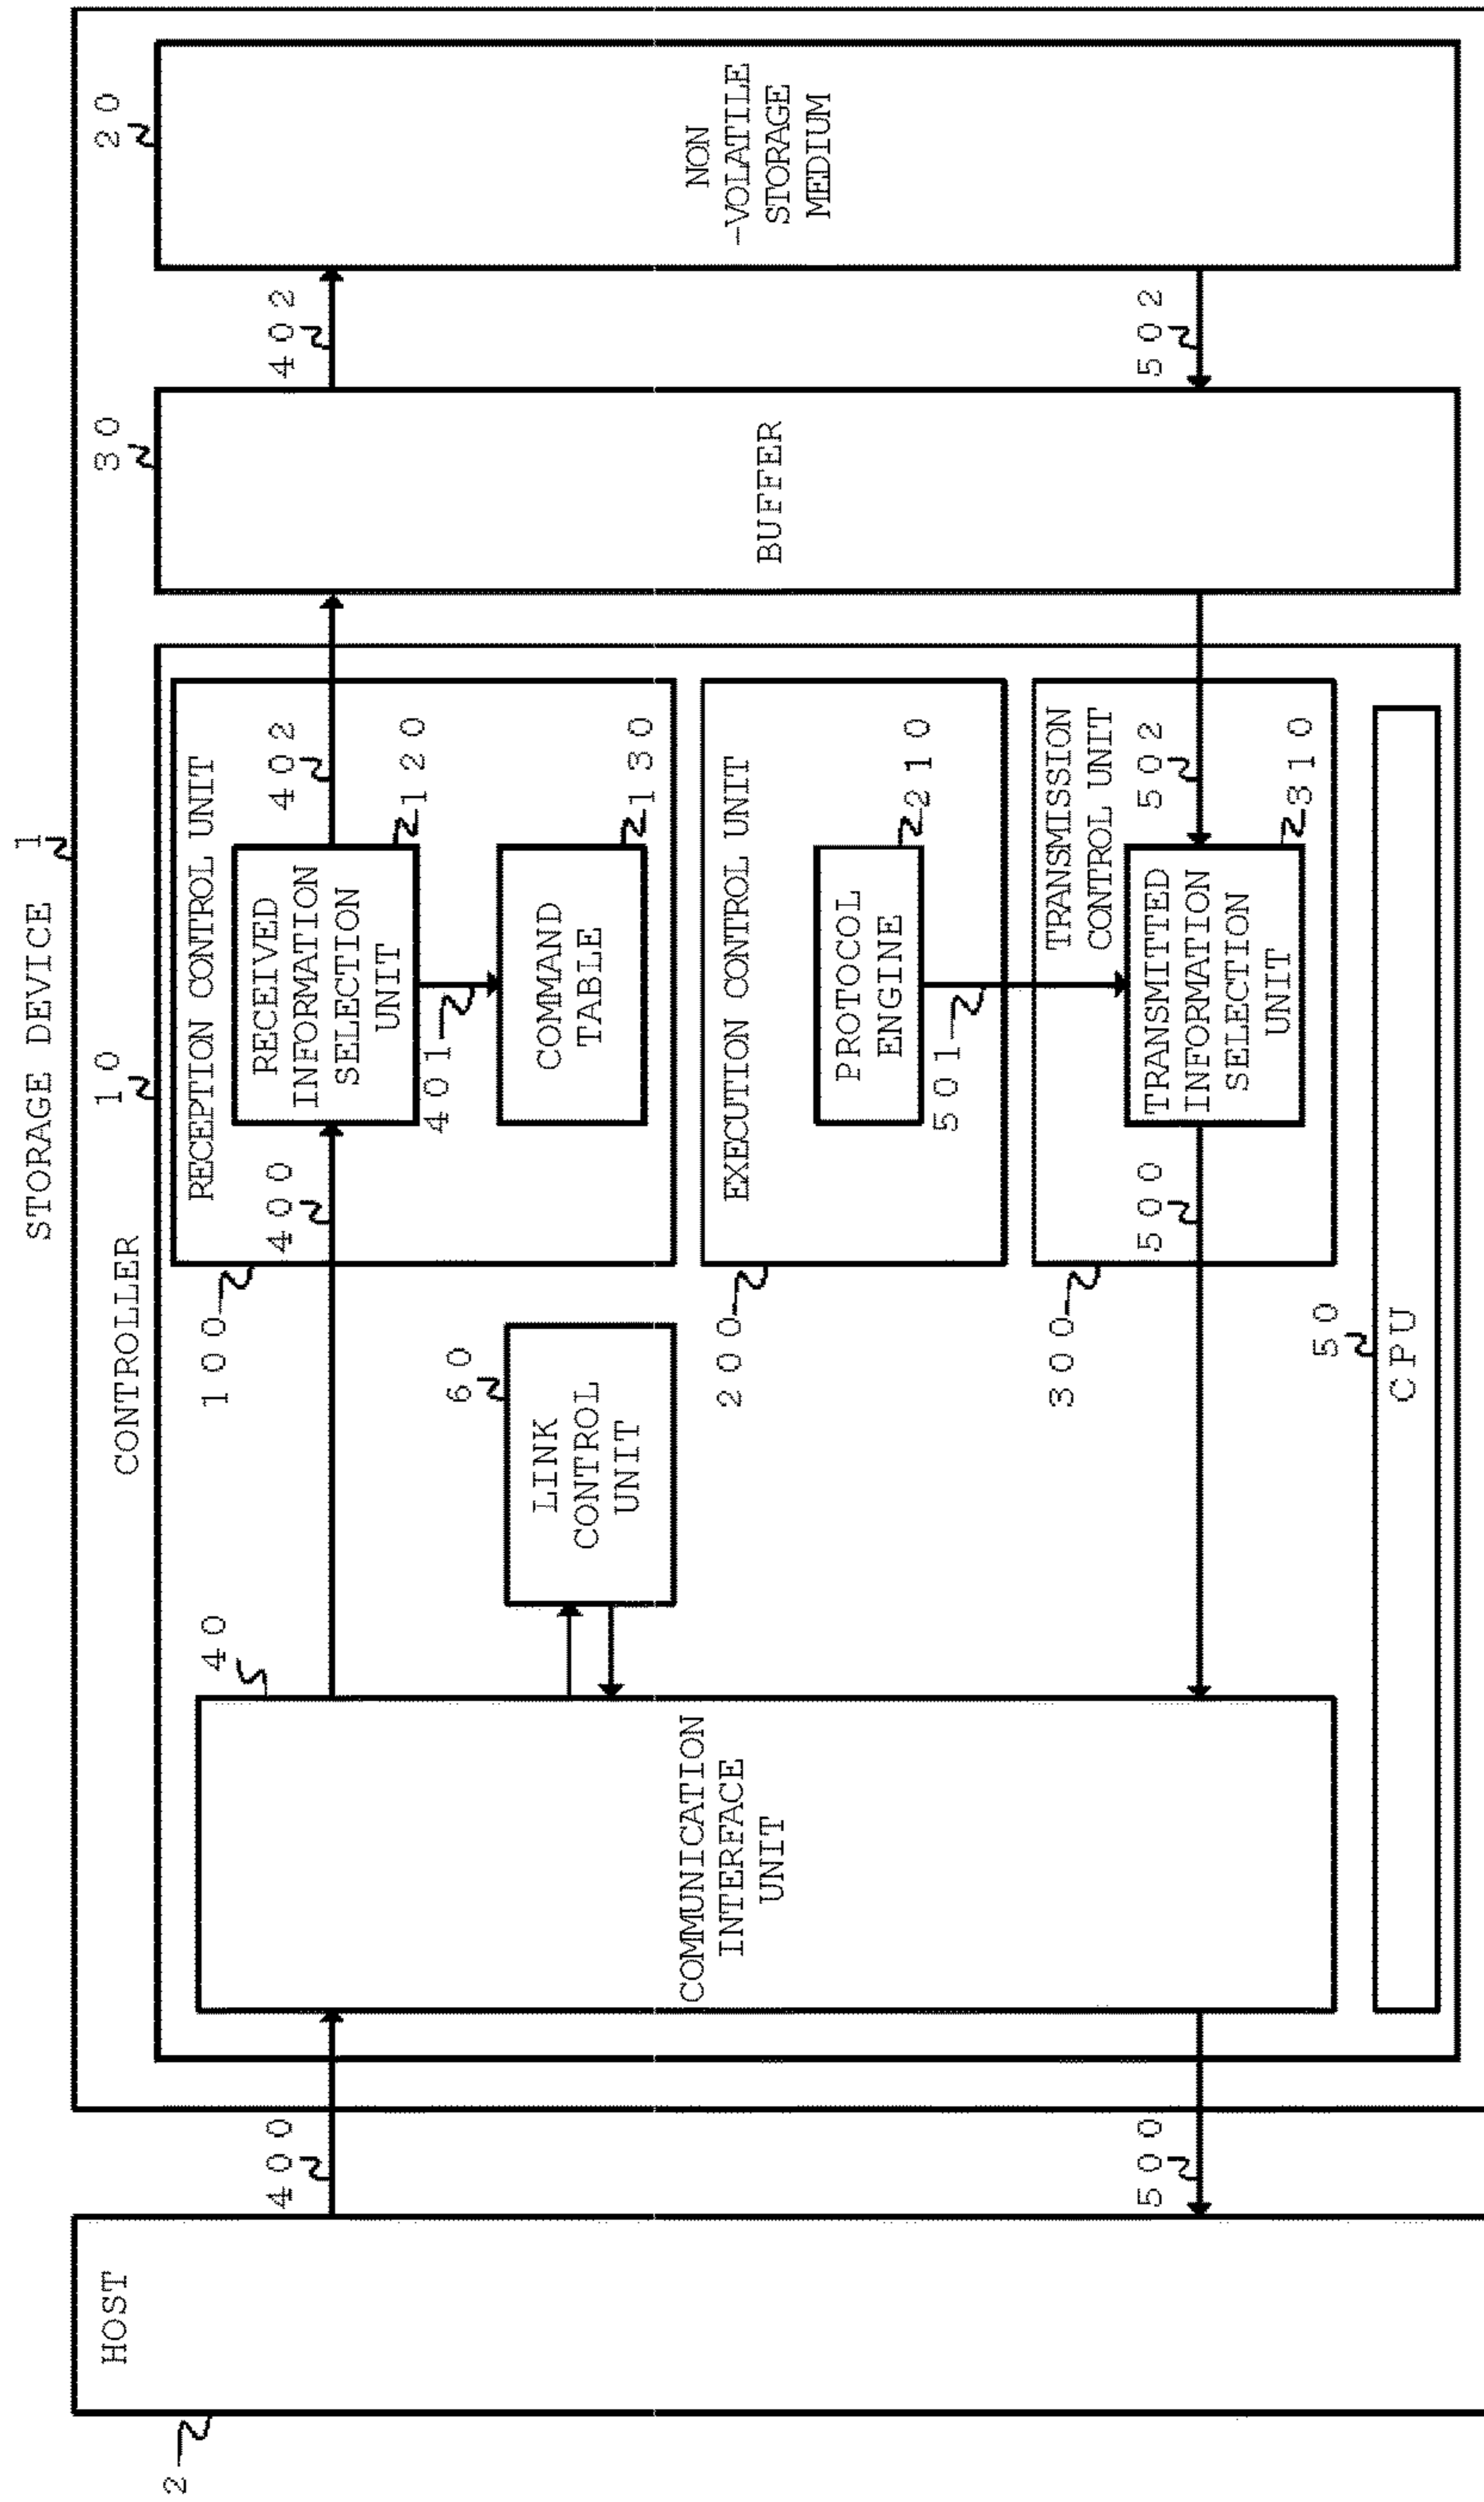 STORAGE DEVICE 1
2
HOST
400
500
CONTROLLER
10
40
COMMUNICATION
INTERFACE
UNIT
60
LINK
CONTROL
UNIT
100
RECEPTION CONTROL UNIT
400
RECEIVED
INFORMATION
SELECTION
UNIT
402
120
401
COMMAND
TABLE
130
200
EXECUTION CONTROL UNIT
PROTOCOL
ENGINE
210
501
300
TRANSMISSION
CONTROL UNIT
500
TRANSMITTED
INFORMATION
SELECTION
UNIT
502
310
50
CPU
30
BUFFER
402
502
20
NON
-VOLATILE
STORAGE
MEDIUM